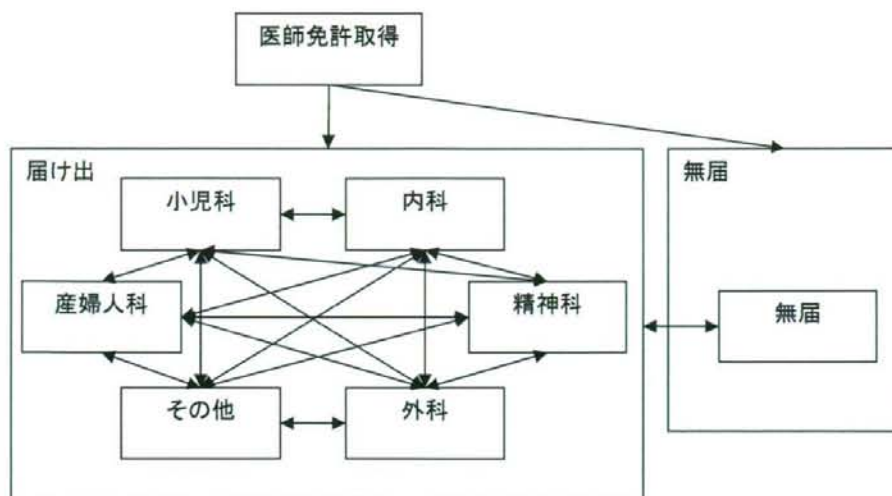 医師免許取得
届け出
無届
小児科
内科
産婦人科
精神科
無届
その他
外科